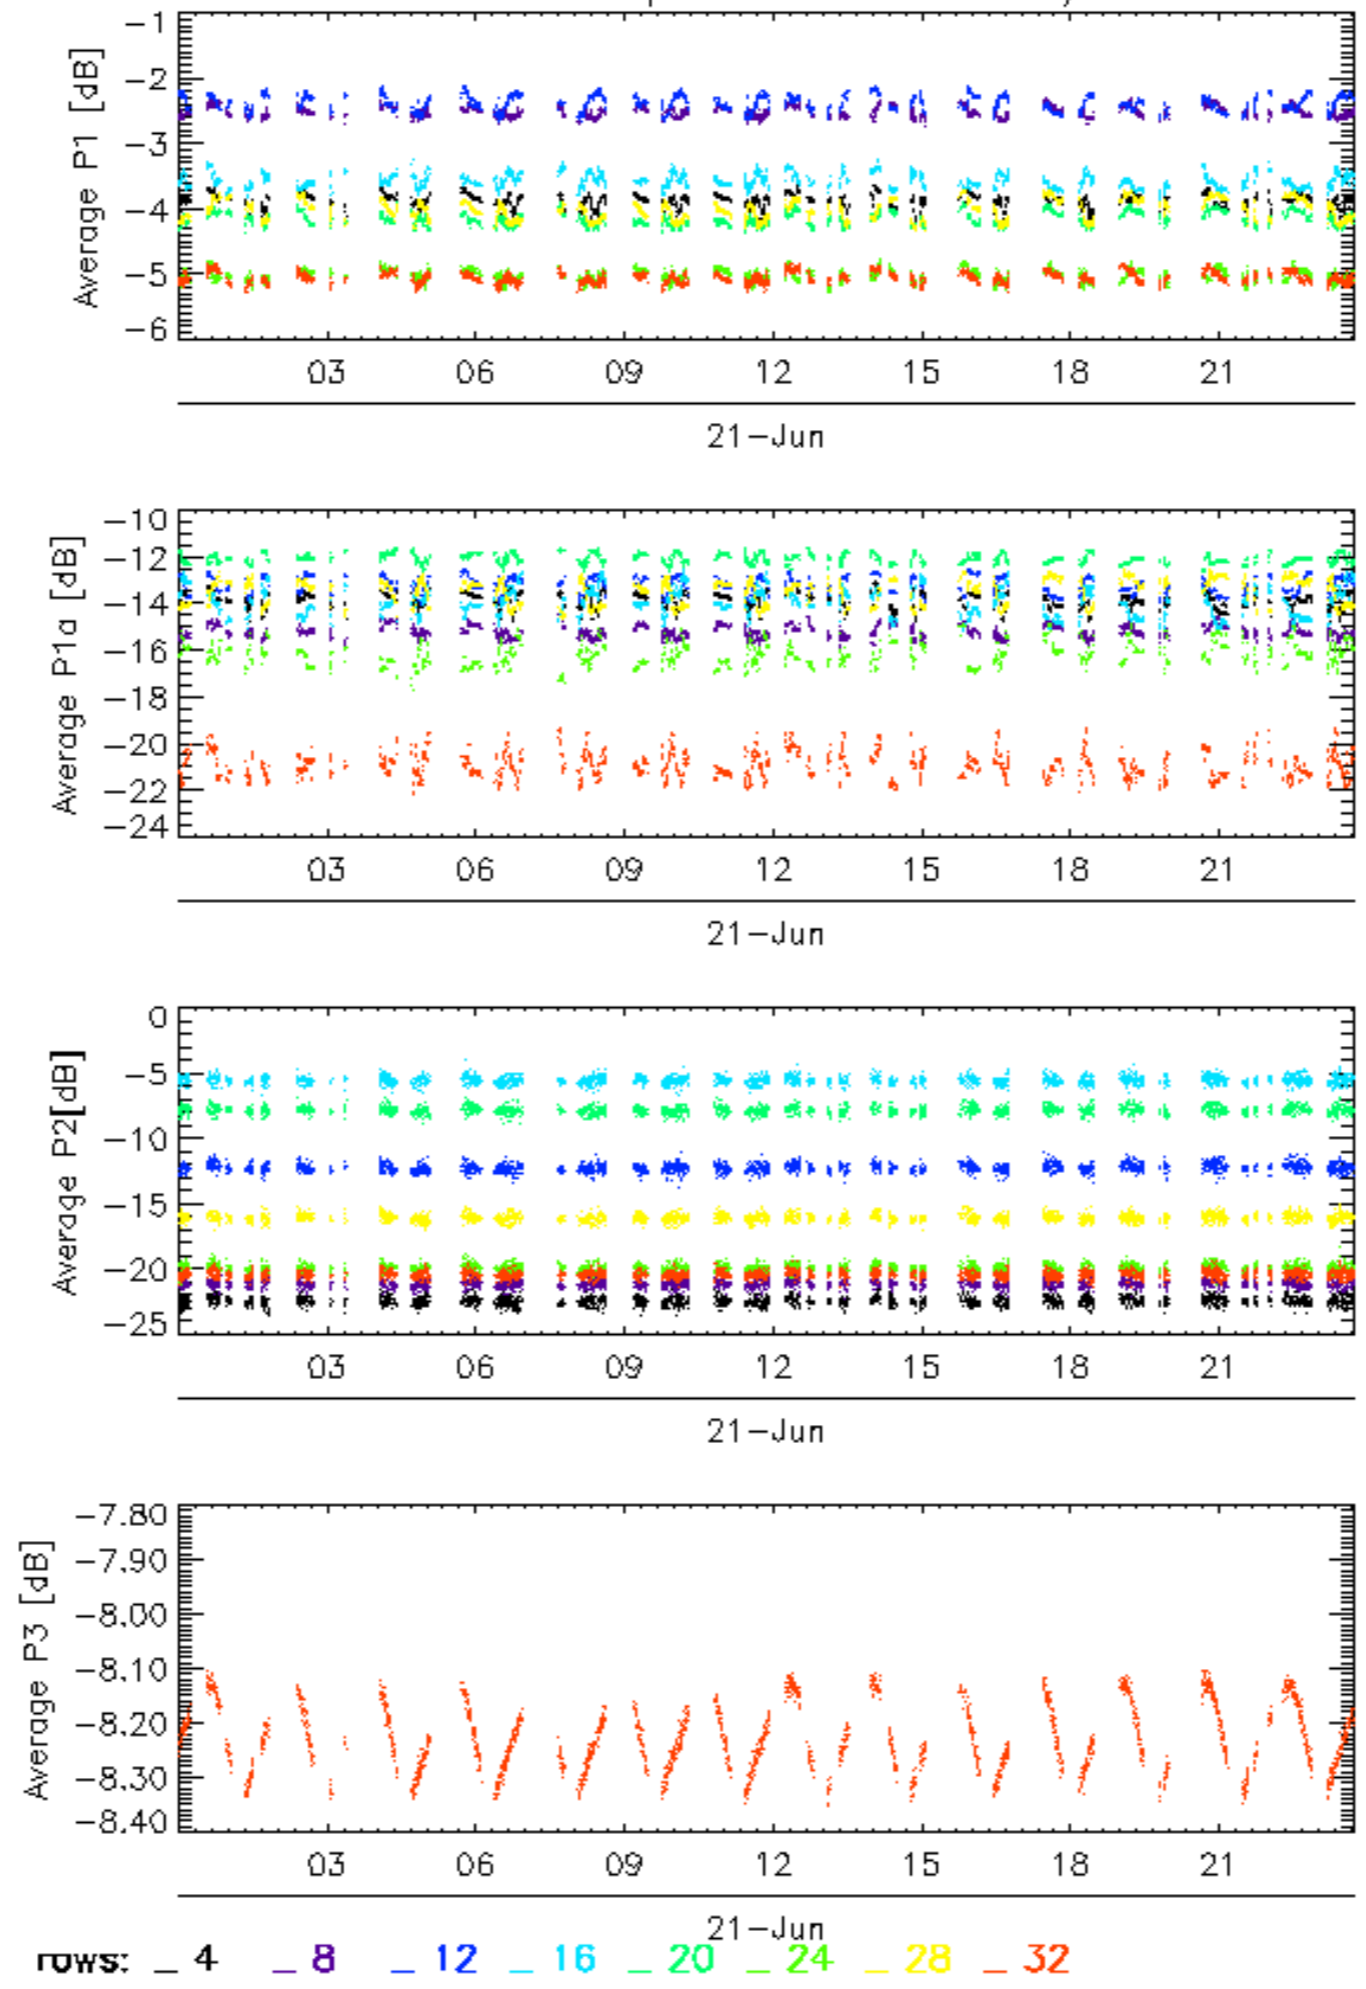 Average P1 [dB]
-1
-2
-3
-4
-5
-6
03 06 09 12 15 18 21
21-Jun
Average P1a [dB]
-10
-12
-14
-16
-18
-20
-22
-24
03 06 09 12 15 18 21
21-Jun
Average P2[dB]
0
-5
-10
-15
-20
-25
03 06 09 12 15 18 21
21-Jun
Average P3 [dB]
-7.80
-7.90
-8.00
-8.10
-8.20
-8.30
-8.40
03 06 09 12 15 18 21
21-Jun
rows: _ 4 _ 8 _ 12 _ 16 _ 20 _ 24 _ 28 _ 32